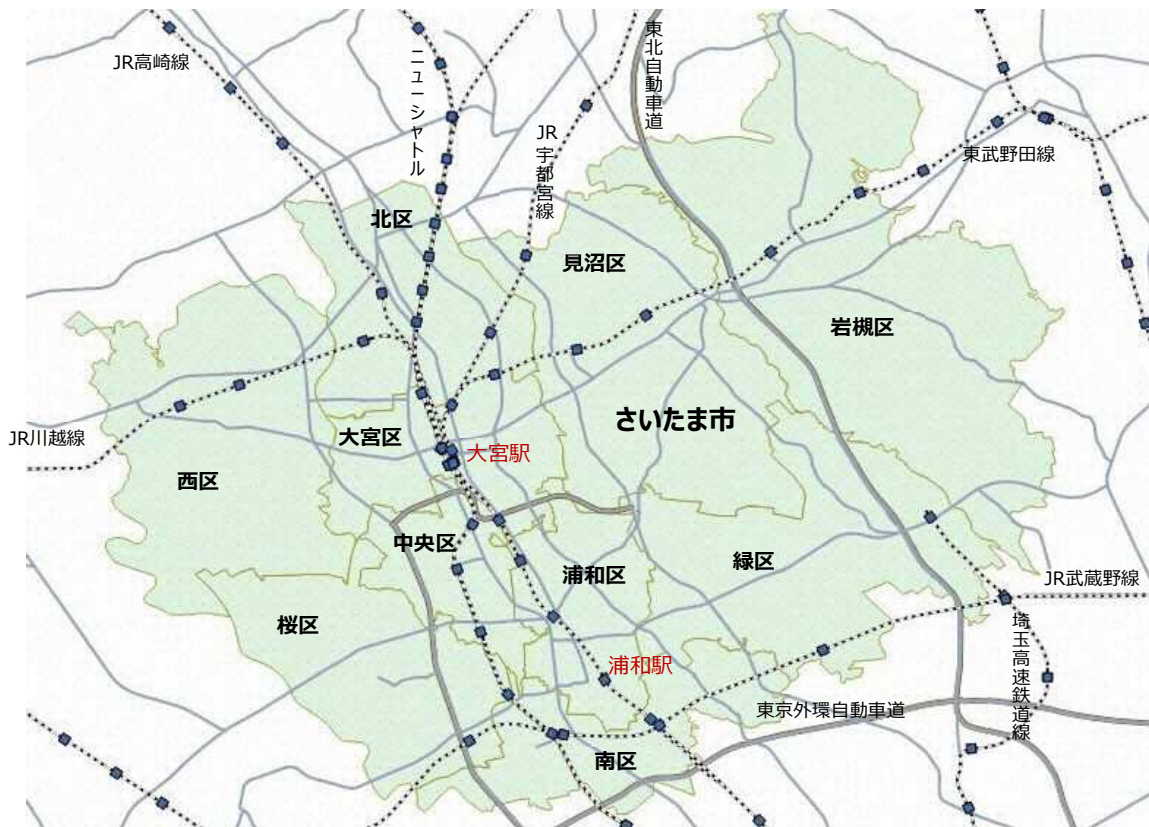 東北自動車道
JR高崎線
ニューシャトル
JR宇都宮線
東武野田線
北区
見沼区
岩槻区
さいたま市
JR川越線
大宮区
大宮駅
西区
中央区
浦和区
緑区
JR武蔵野線
桜区
埼玉高速鉄道線
浦和駅
東京外環自動車道
南区